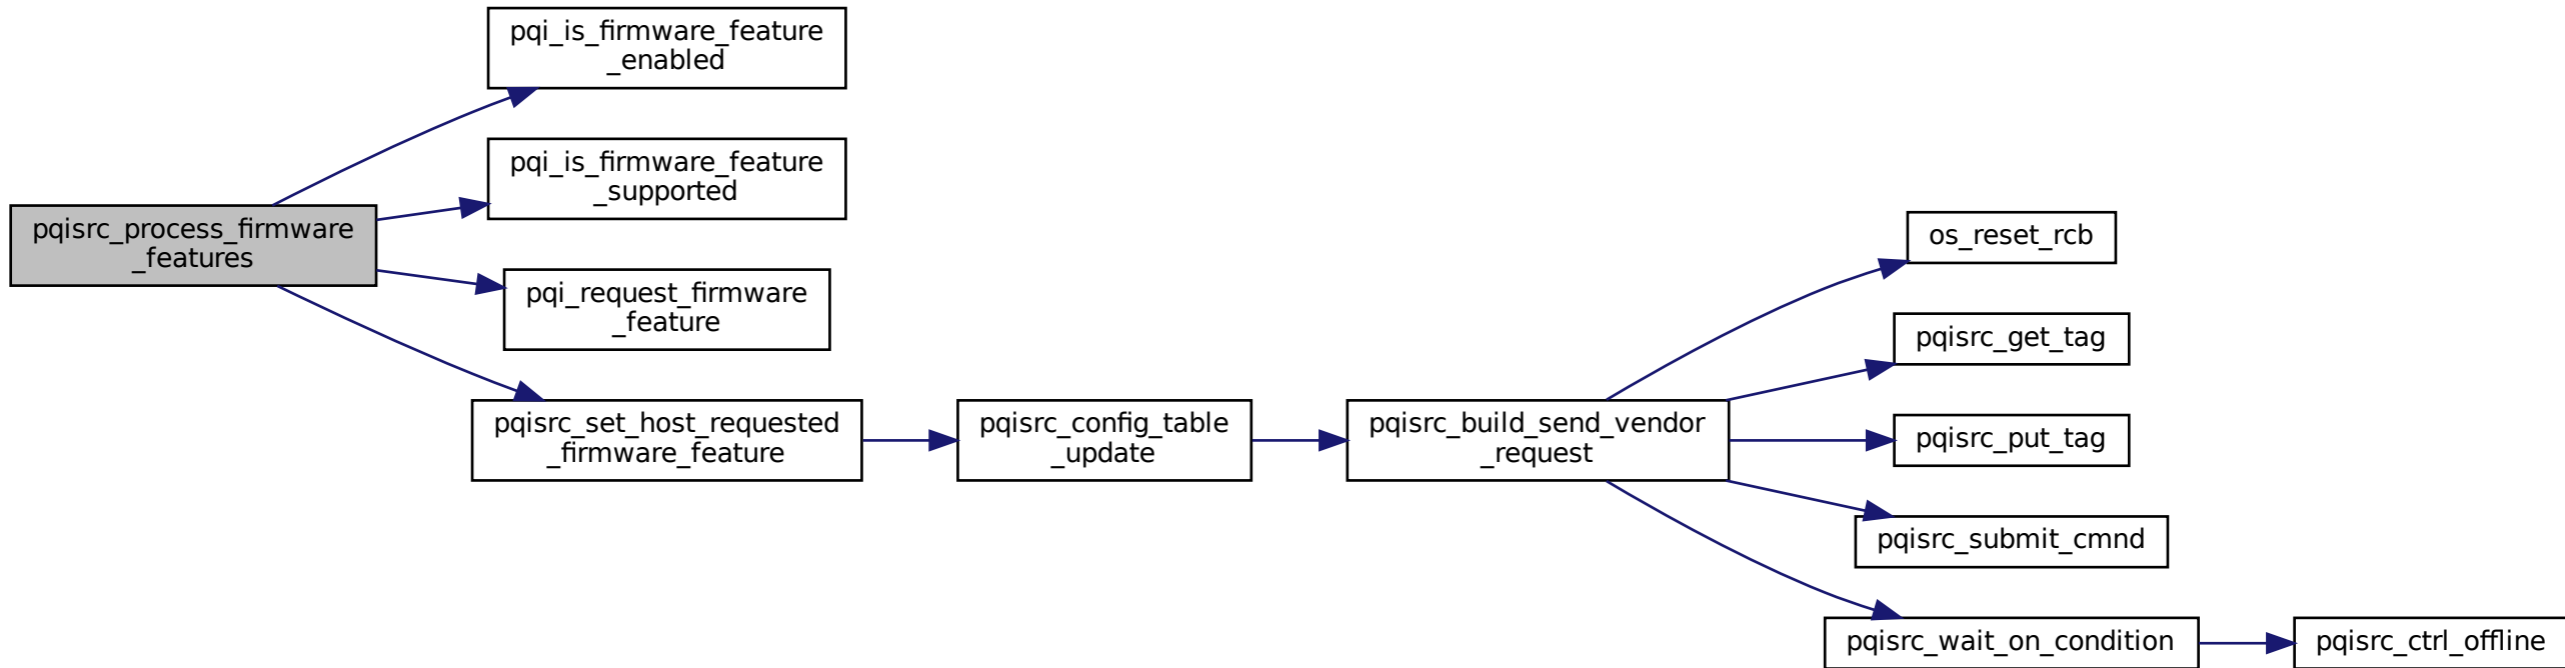 pqi_is_firmware_feature
_enabled
pqi_is_firmware_feature
_supported
pqisrc_process_firmware
_features
pqi_request_firmware
_feature
pqisrc_set_host_requested
_firmware_feature
pqisrc_config_table
_update
pqisrc_build_send_vendor
_request
os_reset_rcb
pqisrc_get_tag
pqisrc_put_tag
pqisrc_submit_cmnd
pqisrc_wait_on_condition
pqisrc_ctrl_offline